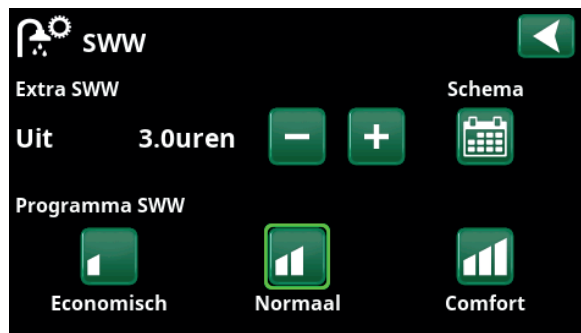 SWW
Extra SWW Schema
Uit 3.0uren - +
Programma SWW
Economisch Normaal Comfort